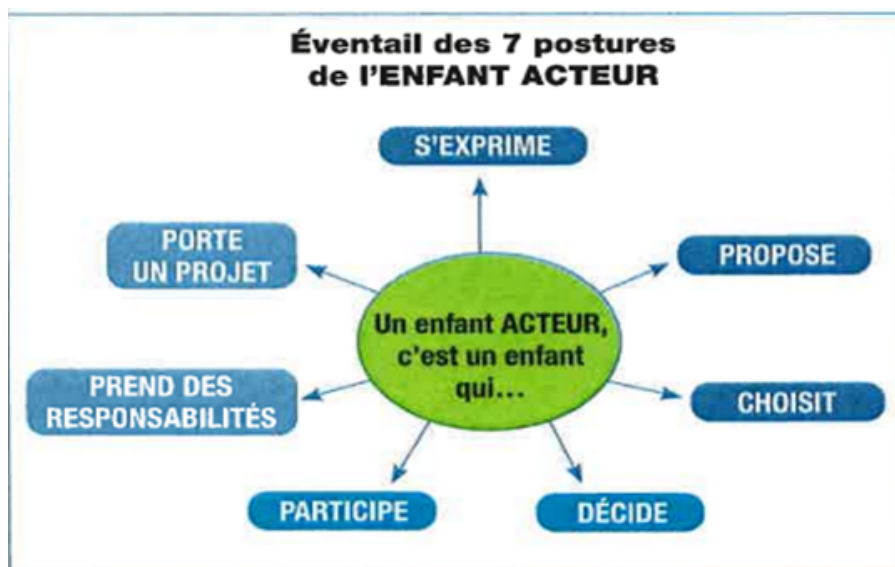 Éventail des 7 postures
de l'ENFANT ACTEUR
S'EXPRIME
PROPOSE
CHOISIT
DÉCIDE
PARTICIPE
PREND DES
RESPONSABILITÉS
PORTE
UN PROJET
Un enfant ACTEUR,
c'est un enfant
qui...